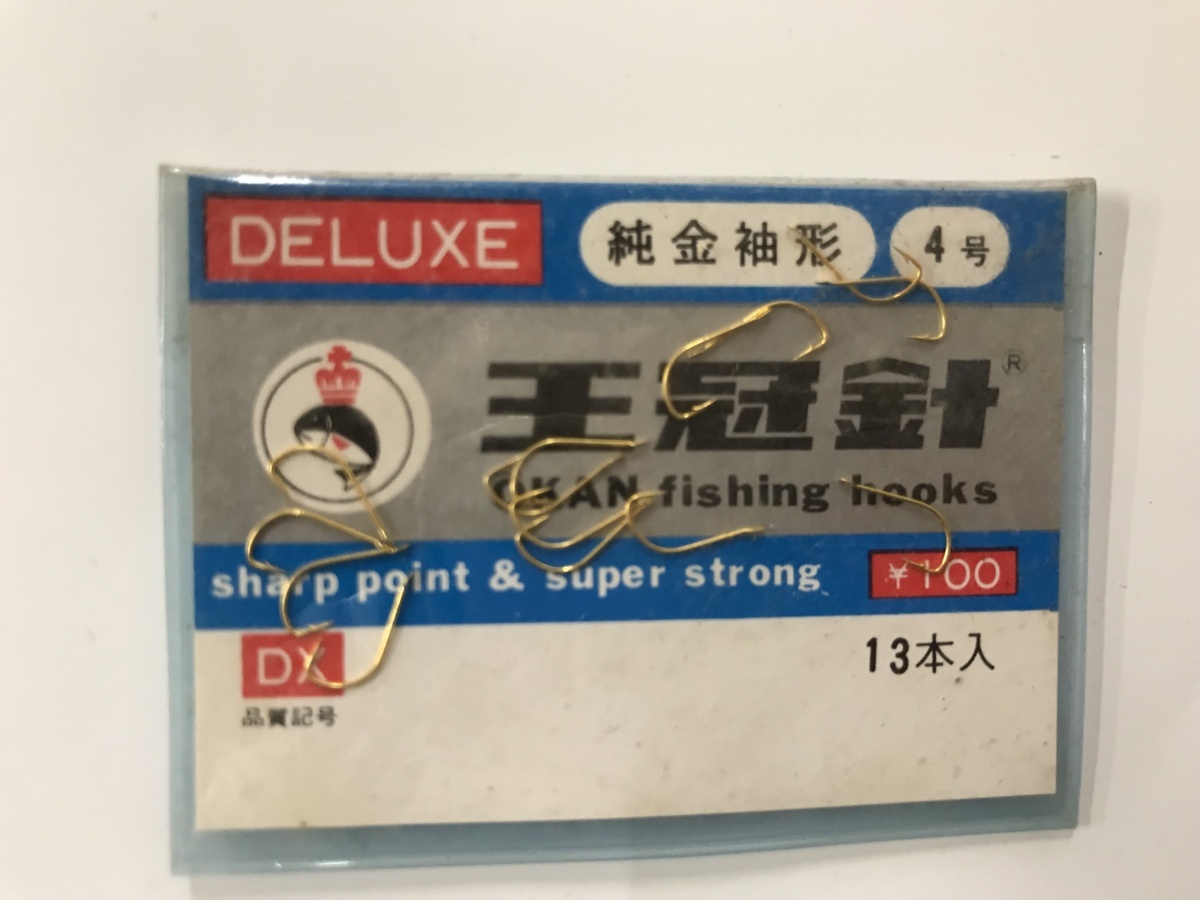 DELUXE 純金袖形 4号
王冠針®
OKAN fishing hooks
sharp point & super strong ¥100
DX 13本入
品質記号